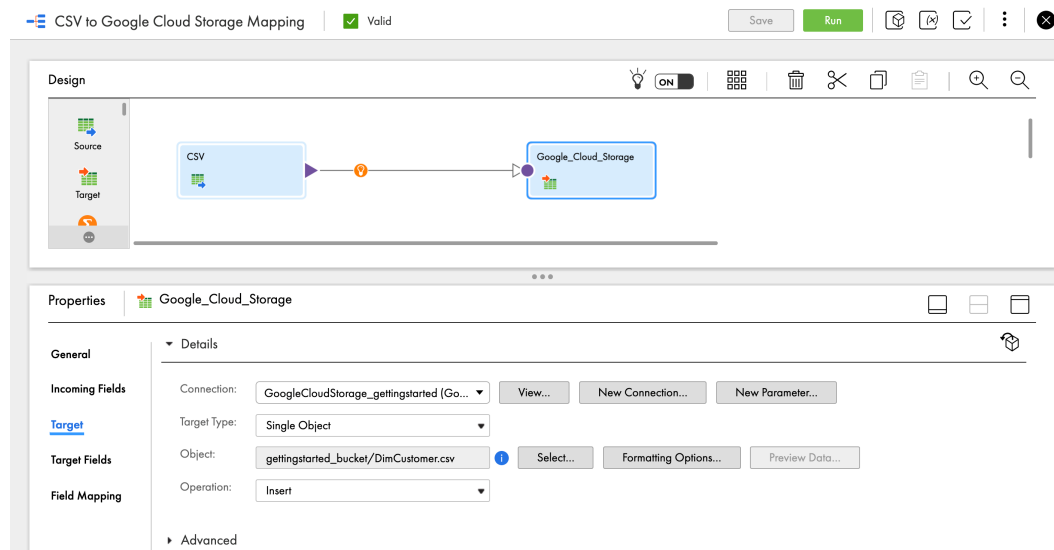 CSV to Google Cloud Storage Mapping
Valid
Save
Run
Design
ON
Source
Target
CSV
Google_Cloud_Storage
Properties
Google_Cloud_Storage
General
Incoming Fields
Target
Target Fields
Field Mapping
Details
Connection:
GoogleCloudStorage_gettingstarted (Go...
View...
New Connection...
New Parameter...
Target Type:
Single Object
Object:
gettingstarted_bucket/DimCustomer.csv
Select...
Formatting Options...
Preview Data...
Operation:
Insert
Advanced